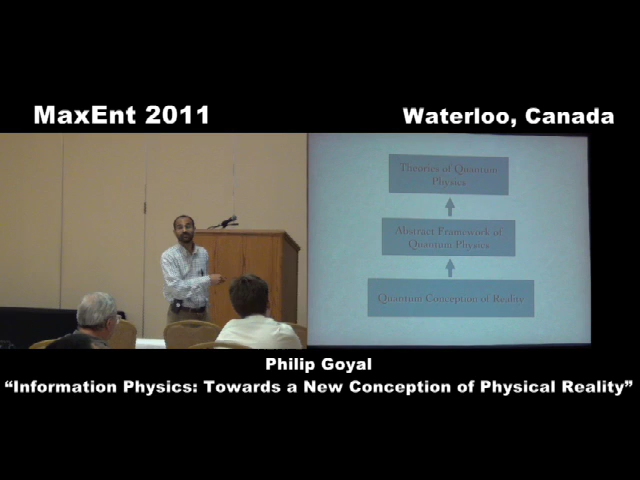 MaxEnt 2011
Waterloo, Canada
Theories of Quantum
Physics
Abstract Framework of
Quantum Physics
Quantum Conception of Reality
Philip Goyal
“Information Physics: Towards a New Conception of Physical Reality”